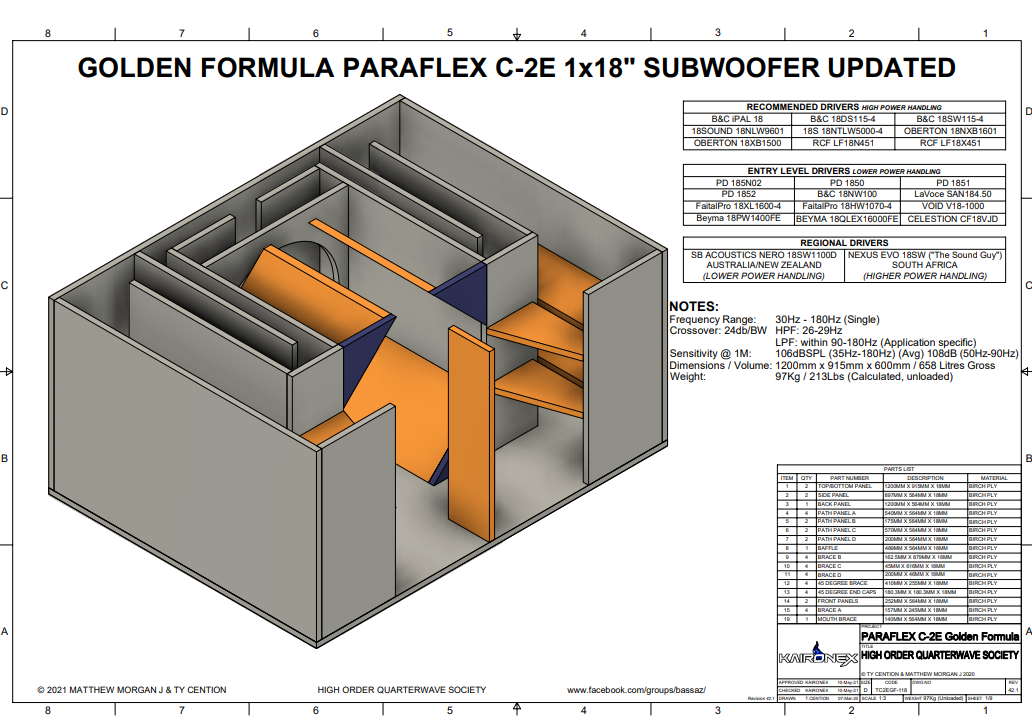 8 7 6 5 4 3 2 1
GOLDEN FORMULA PARAFLEX C-2E 1x18" SUBWOOFER UPDATED
D D
RECOMMENDED DRIVERS HIGH POWER HANDLING
B&C iPAL 18 B&C 18DS115-4 B&C 18SW115-4
18SOUND 18NLW9601 18S 18NTLW5000-4 OBERTON 18NXB1601
OBERTON 18XB1500 RCF LF18N451 RCF LF18X451
ENTRY LEVEL DRIVERS LOWER POWER HANDLING
PD 185N02 PD 1850 PD 1851
PD 1852 B&C 18NW100 LaVoce SAN184.50
FaitalPro 18XL1600-4 FaitalPro 18HW1070-4 VOID V18-1000
Beyma 18PW1400FE BEYMA 18QLEX16000FE CELESTION CF18VJD
REGIONAL DRIVERS
SB ACOUSTICS NERO 18SW1100D NEXUS EVO 18SW ("The Sound Guy")
AUSTRALIA/NEW ZEALAND SOUTH AFRICA
(LOWER POWER HANDLING) (HIGHER POWER HANDLING)
C C
NOTES:
Frequency Range: 30Hz - 180Hz (Single)
Crossover: 24db/BW HPF: 26-29Hz
LPF: within 90-180Hz (Application specific)
Sensitivity @ 1M: 106dBSPL (35Hz-180Hz) (Avg) 108dB (50Hz-90Hz)
Dimensions / Volume: 1200mm x 915mm x 600mm / 658 Litres Gross
Weight: 97Kg / 213Lbs (Calculated, unloaded)
B B
PARTS LIST
ITEM QTY PART NUMBER DESCRIPTION MATERIAL
1 2 TOP/BOTTOM PANEL 1200MM X 915MM X 18MM BIRCH PLY
2 2 SIDE PANEL 897MM X 564MM X 18MM BIRCH PLY
3 1 BACK PANEL 1200MM X 564MM X 18MM BIRCH PLY
4 4 PATH PANEL A 540MM X 564MM X 18MM BIRCH PLY
5 2 PATH PANEL B 175MM X 564MM X 18MM BIRCH PLY
6 2 PATH PANEL C 570MM X 564MM X 18MM BIRCH PLY
7 2 PATH PANEL D 200MM X 564MM X 18MM BIRCH PLY
8 1 BAFFLE 489MM X 564MM X 18MM BIRCH PLY
9 4 BRACE B 162.5MM X 879MM X 18MM BIRCH PLY
10 4 BRACE C 45MM X 616MM X 18MM BIRCH PLY
11 4 BRACE D 200MM X 46MM X 18MM BIRCH PLY
12 4 45 DEGREE BRACE 410MM X 255MM X 18MM BIRCH PLY
13 4 45 DEGREE END CAPS 180.3MM X 180.3MM X 18MM BIRCH PLY
14 2 FRONT PANELS 252MM X 564MM X 18MM BIRCH PLY
15 4 BRACE A 157MM X 245MM X 18MM BIRCH PLY
19 1 MOUTH BRACE 140MM X 564MM X 18MM BIRCH PLY
A A
PROJECT
PARAFLEX C-2E Golden Formula
TITLE
KAIRONEX HIGH ORDER QUARTERWAVE SOCIETY
© TY CENTION & MATTHEW MORGAN J 2020
APPROVED KAIRONEX 10-May-21 SIZE CODE DWG NO REV
CHECKED KAIRONEX 10-May-21 D TC2EGF-118 42.1
Revision 42.1 DRAWN T.CENTION 07-Mar-20 SCALE 1:3 WEIGHT 97Kg (Unloaded) SHEET 1/9
© 2021 MATTHEW MORGAN J & TY CENTION HIGH ORDER QUARTERWAVE SOCIETY www.facebook.com/groups/bassaz/
8 7 6 5 4 3 2 1